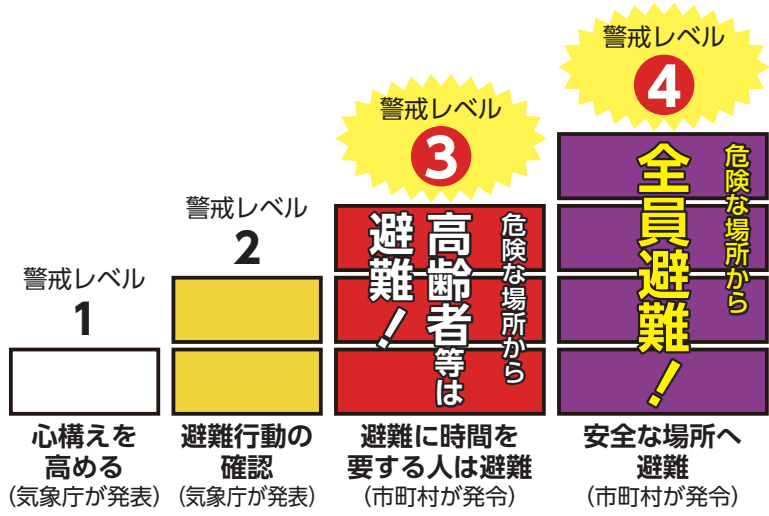 警戒レベル
1
心構えを
高める
(気象庁が発表)
警戒レベル
2
避難行動の
確認
(気象庁が発表)
警戒レベル
3
危険な場所から
高齢者等は
避難!
避難に時間を
要する人は避難
(市町村が発令)
警戒レベル
4
危険な場所から
全員避難!
安全な場所へ
避難
(市町村が発令)